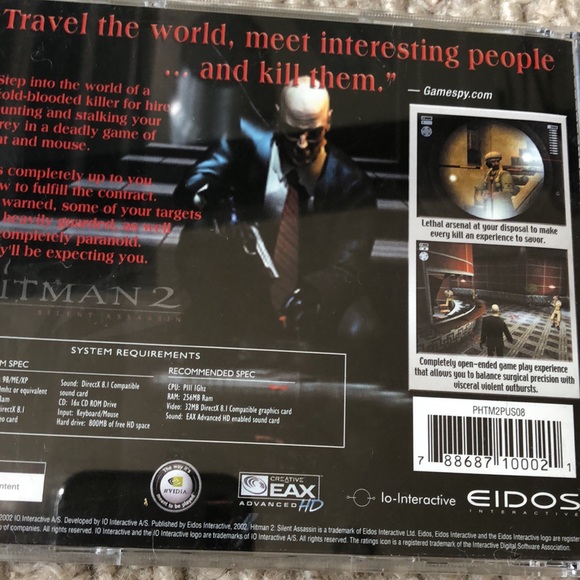 Travel the world, meet interesting people
... and kill them."
— Gamespy.com
Step into the world of a
cold-blooded killer for hire
hunting and stalking your
prey in a deadly game of
cat and mouse.
completely up to you
to fulfill the contract.
warned, some of your targets
heavily guarded, as well
completely paranoid.
They'll be expecting you.
HITMAN 2
SILENT ASSASSIN
Lethal arsenal at your disposal to make
every kill an experience to savor.
Completely open-ended game play experience
that allows you to balance surgical precision with
visceral violent outbursts.
SYSTEM REQUIREMENTS
SPEC
98/ME/XP
or equivalent
Sound: DirectX 8.1 Compatible
sound card
CD: 16x CD ROM Drive
Input: Keyboard/Mouse
Hard drive: 800MB of free HD space
RECOMMENDED SPEC
CPU: PIII 1Ghz
RAM: 256MB Ram
Video: 32MB DirectX 8.1 Compatible graphics card
Sound: EAX Advanced HD enabled sound card
PHTM2PUS08
7 88687 10002 1
The way it's
meant to be played
NVIDIA
CREATIVE
EAX
ADVANCED HD
Io-Interactive
EIDOS
INTERACTIVE
2002 IO Interactive A/S. Developed by IO Interactive A/S. Published by Eidos Interactive, 2002. Hitman 2: Silent Assassin is a trademark of Eidos Interactive Ltd. Eidos, Eidos Interactive and the Eidos Interactive logo are register
of companies. All rights reserved. IO Interactive and the IO Interactive logo are trademarks of IO Interactive A/S. All rights reserved. The ratings icon is a registered trademark of the Interactive Digital Software Association.